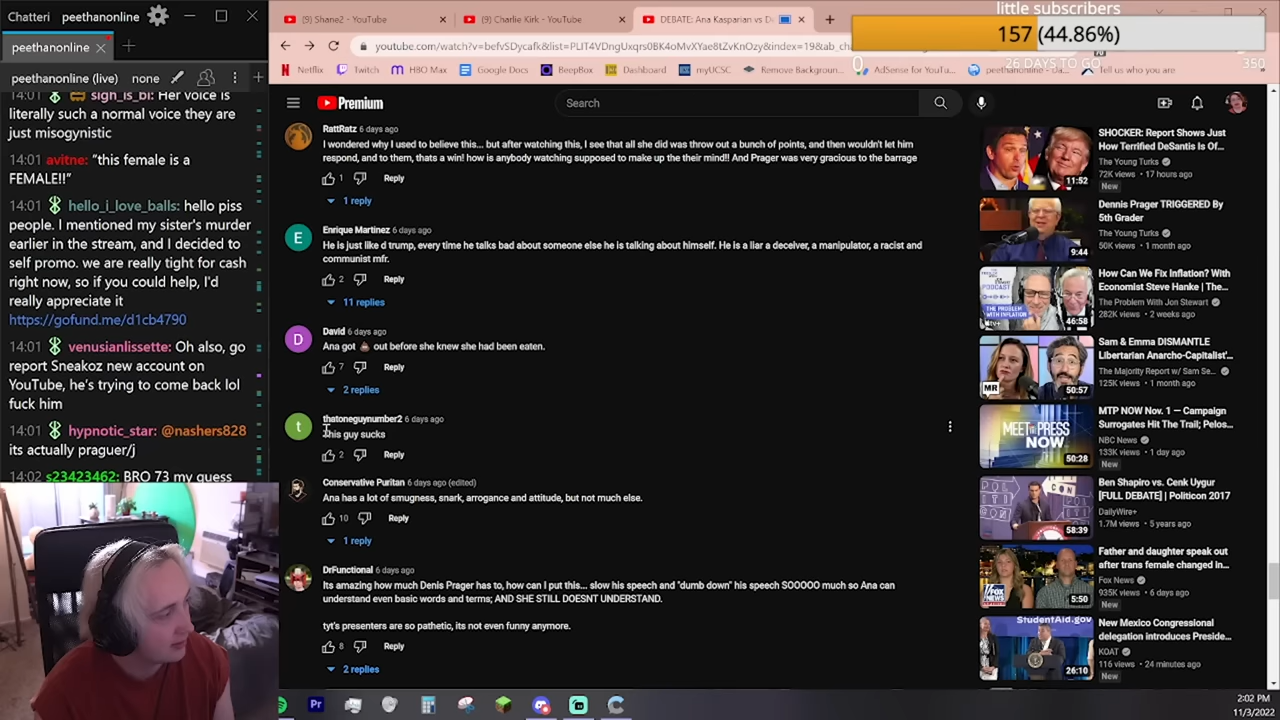 Chatteri
peethanonline
peethanonline
peethanonline (live)
none
14:01 sigh_is_bi: Her voice is
literally such a normal voice they are
just misogynistic
14:01 avitne: “this female is a
FEMALE!!”
14:01 hello_i_love_balls: hello piss
people. I mentioned my sister's murder
earlier in the stream, and I decided to
self promo. we are really tight for cash
right now, so if you could help, I'd
really appreciate it
https://gofund.me/d1cb4790
14:01 venusianlissette: Oh also, go
report Sneakoz new account on
YouTube, he's trying to come back lol
fuck him
14:01 hypnotic_star: @nashers828
its actually praguer/j
14:02 s23423462: BRO 73 my guess
(9) Shane2 - YouTube
(9) Charlie Kirk - YouTube
DEBATE: Ana Kasparian vs De
little subscribers
157 (44.86%)
0
26 DAYS TO GO
350
youtube.com/watch?v=befvSDycafk&list=PLIT4VDngUxqrs0BK4oMvXYae8tZvKnOzy&index=19&ab_cha
Netflix
Twitch
HBO Max
Google Docs
BeepBox
Dashboard
myUCSC
Remove Backgroun...
AdSense for YouTu...
peethanonline - Da...
Tell us who you are
Premium
Search
RattRatz 6 days ago
I wondered why I used to believe this... but after watching this, I see that all she did was throw out a bunch of points, and then wouldn't let him
respond, and to them, thats a win! how is anybody watching supposed to make up their mind!! And Prager was very gracious to the barrage
1 Reply
1 reply
Enrique Martinez 6 days ago
He is just like d trump, every time he talks bad about someone else he is talking about himself. He is a liar a deceiver, a manipulator, a racist and
communist mfr.
2 Reply
11 replies
David 6 days ago
Ana got 💩 out before she knew she had been eaten.
7 Reply
2 replies
thatoneguynumber2 6 days ago
This guy sucks
2 Reply
Conservative Puritan 6 days ago (edited)
Ana has a lot of smugness, snark, arrogance and attitude, but not much else.
10 Reply
1 reply
DrFunctional 6 days ago
Its amazing how much Denis Prager has to, how can I put this... slow his speech and "dumb down" his speech SOOOOO much so Ana can
understand even basic words and terms; AND SHE STILL DOESNT UNDERSTAND.
tyt's presenters are so pathetic, its not even funny anymore.
8 Reply
2 replies
SHOCKER: Report Shows Just
How Terrified DeSantis Is Of...
The Young Turks
72K views • 17 hours ago
New
11:52
Dennis Prager TRIGGERED By
5th Grader
The Young Turks
50K views • 1 month ago
9:44
How Can We Fix Inflation? With
Economist Steve Hanke | The...
The Problem With Jon Stewart
282K views • 2 weeks ago
46:58
Sam & Emma DISMANTLE
Libertarian Anarcho-Capitalist'...
The Majority Report w/ Sam Se...
125K views • 1 month ago
MR
50:57
MTP NOW Nov. 1 — Campaign
Surrogates Hit The Trail; Pelos...
NBC News
133K views • 1 day ago
New
MEET THE PRESS
NOW
50:28
Ben Shapiro vs. Cenk Uygur
[FULL DEBATE] | Politicon 2017
DailyWire+
1.7M views • 5 years ago
58:39
Father and daughter speak out
after trans female changed in...
Fox News
935K views • 6 days ago
New
FOX
NEWS
5:50
New Mexico Congressional
delegation introduces Preside...
KOAT
116 views • 24 minutes ago
New
StudentAid.gov
26:10
2:02 PM
11/3/2022